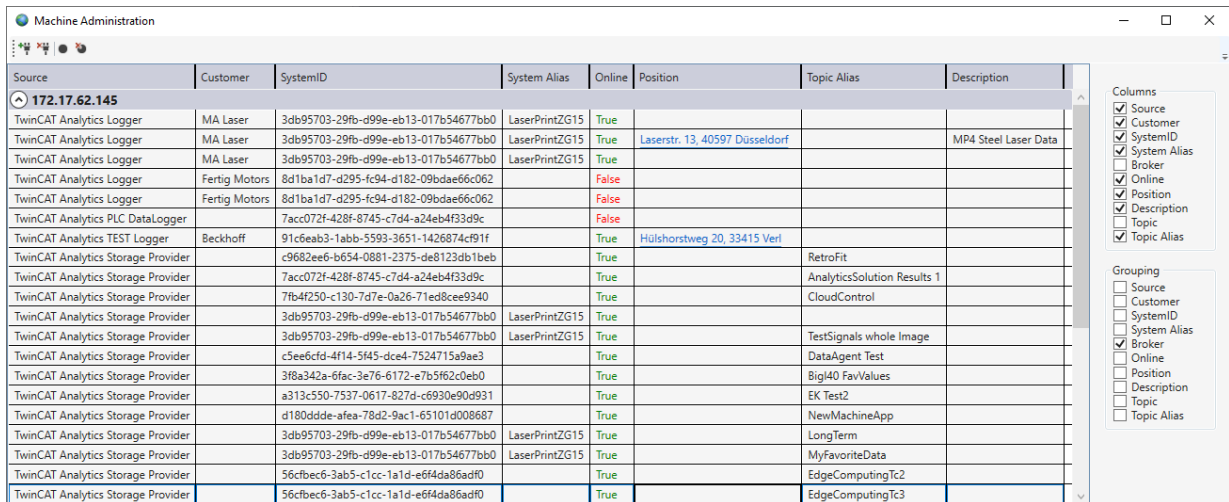 Machine Administration
Source Customer SystemID System Alias Online Position Topic Alias Description
172.17.62.145
TwinCAT Analytics Logger MA Laser 3db95703-29fb-d99e-eb13-017b54677bb0 LaserPrintZG15 True
TwinCAT Analytics Logger MA Laser 3db95703-29fb-d99e-eb13-017b54677bb0 LaserPrintZG15 True Laserstr. 13, 40597 Düsseldorf MP4 Steel Laser Data
TwinCAT Analytics Logger MA Laser 3db95703-29fb-d99e-eb13-017b54677bb0 LaserPrintZG15 True
TwinCAT Analytics Logger Fertig Motors 8d1ba1d7-d295-fc94-d182-09bdae66c062 False
TwinCAT Analytics Logger Fertig Motors 8d1ba1d7-d295-fc94-d182-09bdae66c062 False
TwinCAT Analytics PLC DataLogger 7acc072f-428f-8745-c7d4-a24eb4f33d9c False
TwinCAT Analytics TEST Logger Beckhoff 91c6eab3-1abb-5593-3651-1426874cf91f True Hülshorstweg 20, 33415 Verl
TwinCAT Analytics Storage Provider c9682ee6-b654-0881-2375-de8123db1beb True RetroFit
TwinCAT Analytics Storage Provider 7acc072f-428f-8745-c7d4-a24eb4f33d9c True AnalyticsSolution Results 1
TwinCAT Analytics Storage Provider 7fb4f250-c130-7d7e-0a26-71ed8cee9340 True CloudControl
TwinCAT Analytics Storage Provider 3db95703-29fb-d99e-eb13-017b54677bb0 LaserPrintZG15 True
TwinCAT Analytics Storage Provider 3db95703-29fb-d99e-eb13-017b54677bb0 LaserPrintZG15 True TestSignals whole Image
TwinCAT Analytics Storage Provider c5ee6cfd-4f14-5f45-dce4-7524715a9ae3 True DataAgent Test
TwinCAT Analytics Storage Provider 3f8a342a-6fac-3e76-6172-e7b5f62c0eb0 True BigI40 FavValues
TwinCAT Analytics Storage Provider a313c550-7537-0617-827d-c6930e90d931 True EK Test2
TwinCAT Analytics Storage Provider d180ddde-afea-78d2-9ac1-65101d008687 True NewMachineApp
TwinCAT Analytics Storage Provider 3db95703-29fb-d99e-eb13-017b54677bb0 LaserPrintZG15 True LongTerm
TwinCAT Analytics Storage Provider 3db95703-29fb-d99e-eb13-017b54677bb0 LaserPrintZG15 True MyFavoriteData
TwinCAT Analytics Storage Provider 56cfbec6-3ab5-c1cc-1a1d-e6f4da86adf0 True EdgeComputingTc2
TwinCAT Analytics Storage Provider 56cfbec6-3ab5-c1cc-1a1d-e6f4da86adf0 True EdgeComputingTc3
Columns
Source
Customer
SystemID
System Alias
Broker
Online
Position
Description
Topic
Topic Alias
Grouping
Source
Customer
SystemID
System Alias
Broker
Online
Position
Description
Topic
Topic Alias